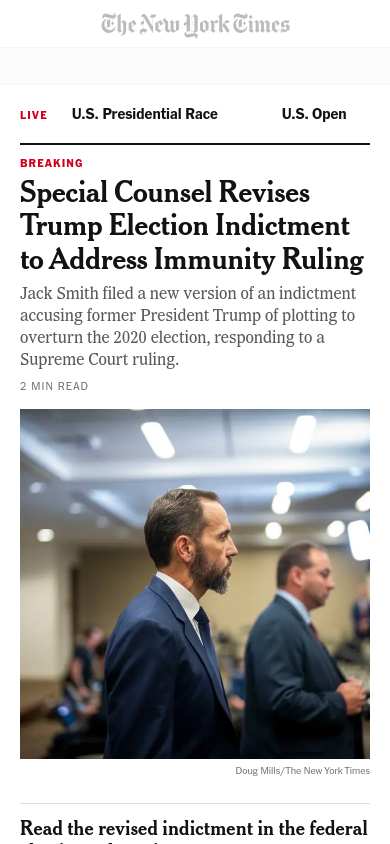 The New York Times
LIVE U.S. Presidential Race U.S. Open
BREAKING
Special Counsel Revises
Trump Election Indictment
to Address Immunity Ruling
Jack Smith filed a new version of an indictment
accusing former President Trump of plotting to
overturn the 2020 election, responding to a
Supreme Court ruling.
2 MIN READ
Doug Mills/The New York Times
Read the revised indictment in the federal